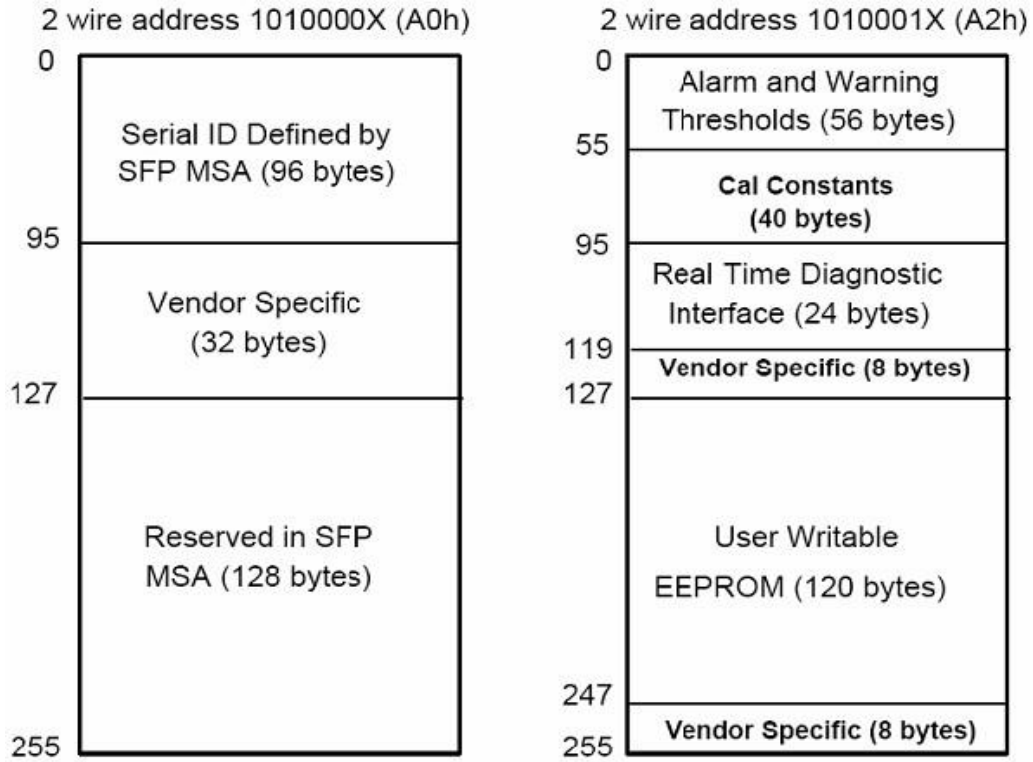 2 wire address 1010000X (A0h)
0
Serial ID Defined by
SFP MSA (96 bytes)
95
Vendor Specific
(32 bytes)
127
Reserved in SFP
MSA (128 bytes)
255
2 wire address 1010001X (A2h)
0
Alarm and Warning
Thresholds (56 bytes)
55
Cal Constants
(40 bytes)
95
Real Time Diagnostic
Interface (24 bytes)
119
Vendor Specific (8 bytes)
127
User Writable
EEPROM (120 bytes)
247
Vendor Specific (8 bytes)
255